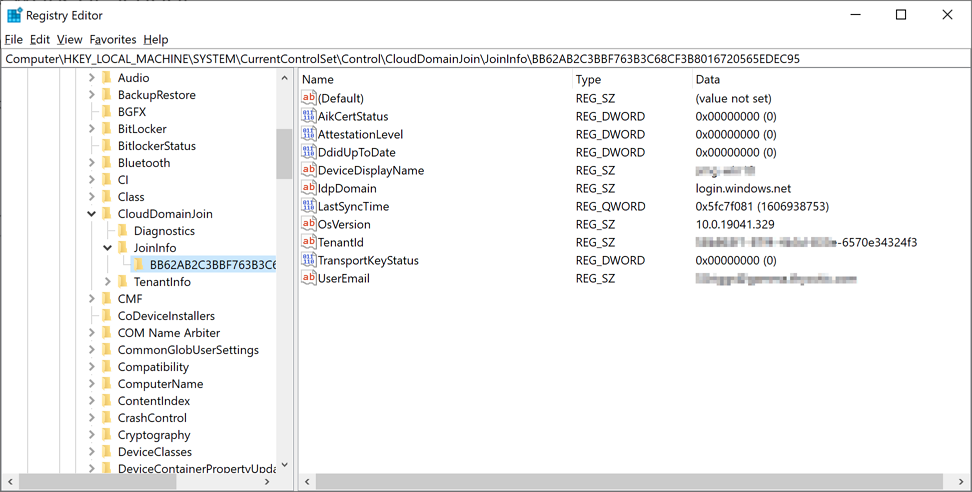 Registry Editor
File Edit View Favorites Help
Computer\HKEY_LOCAL_MACHINE\SYSTEM\CurrentControlSet\Control\CloudDomainJoin\JoinInfo\BB62AB2C3BBF763B3C68CF3B8016720565EDEC95
Audio
BackupRestore
BGFX
BitLocker
BitlockerStatus
Bluetooth
CI
Class
CloudDomainJoin
Diagnostics
JoinInfo
BB62AB2C3BBF763B3C6
TenantInfo
CMF
CoDeviceInstallers
COM Name Arbiter
CommonGlobUserSettings
Compatibility
ComputerName
ContentIndex
CrashControl
Cryptography
DeviceClasses
DeviceContainerPropertyUpda
Name Type Data
(Default) REG_SZ (value not set)
AikCertStatus REG_DWORD 0x00000000 (0)
AttestationLevel REG_DWORD 0x00000000 (0)
DdidUpToDate REG_DWORD 0x00000000 (0)
DeviceDisplayName REG_SZ
IdpDomain REG_SZ login.windows.net
LastSyncTime REG_QWORD 0x5fc7f081 (1606938753)
OsVersion REG_SZ 10.0.19041.329
TenantId REG_SZ -6570e34324f3
TransportKeyStatus REG_DWORD 0x00000000 (0)
UserEmail REG_SZ